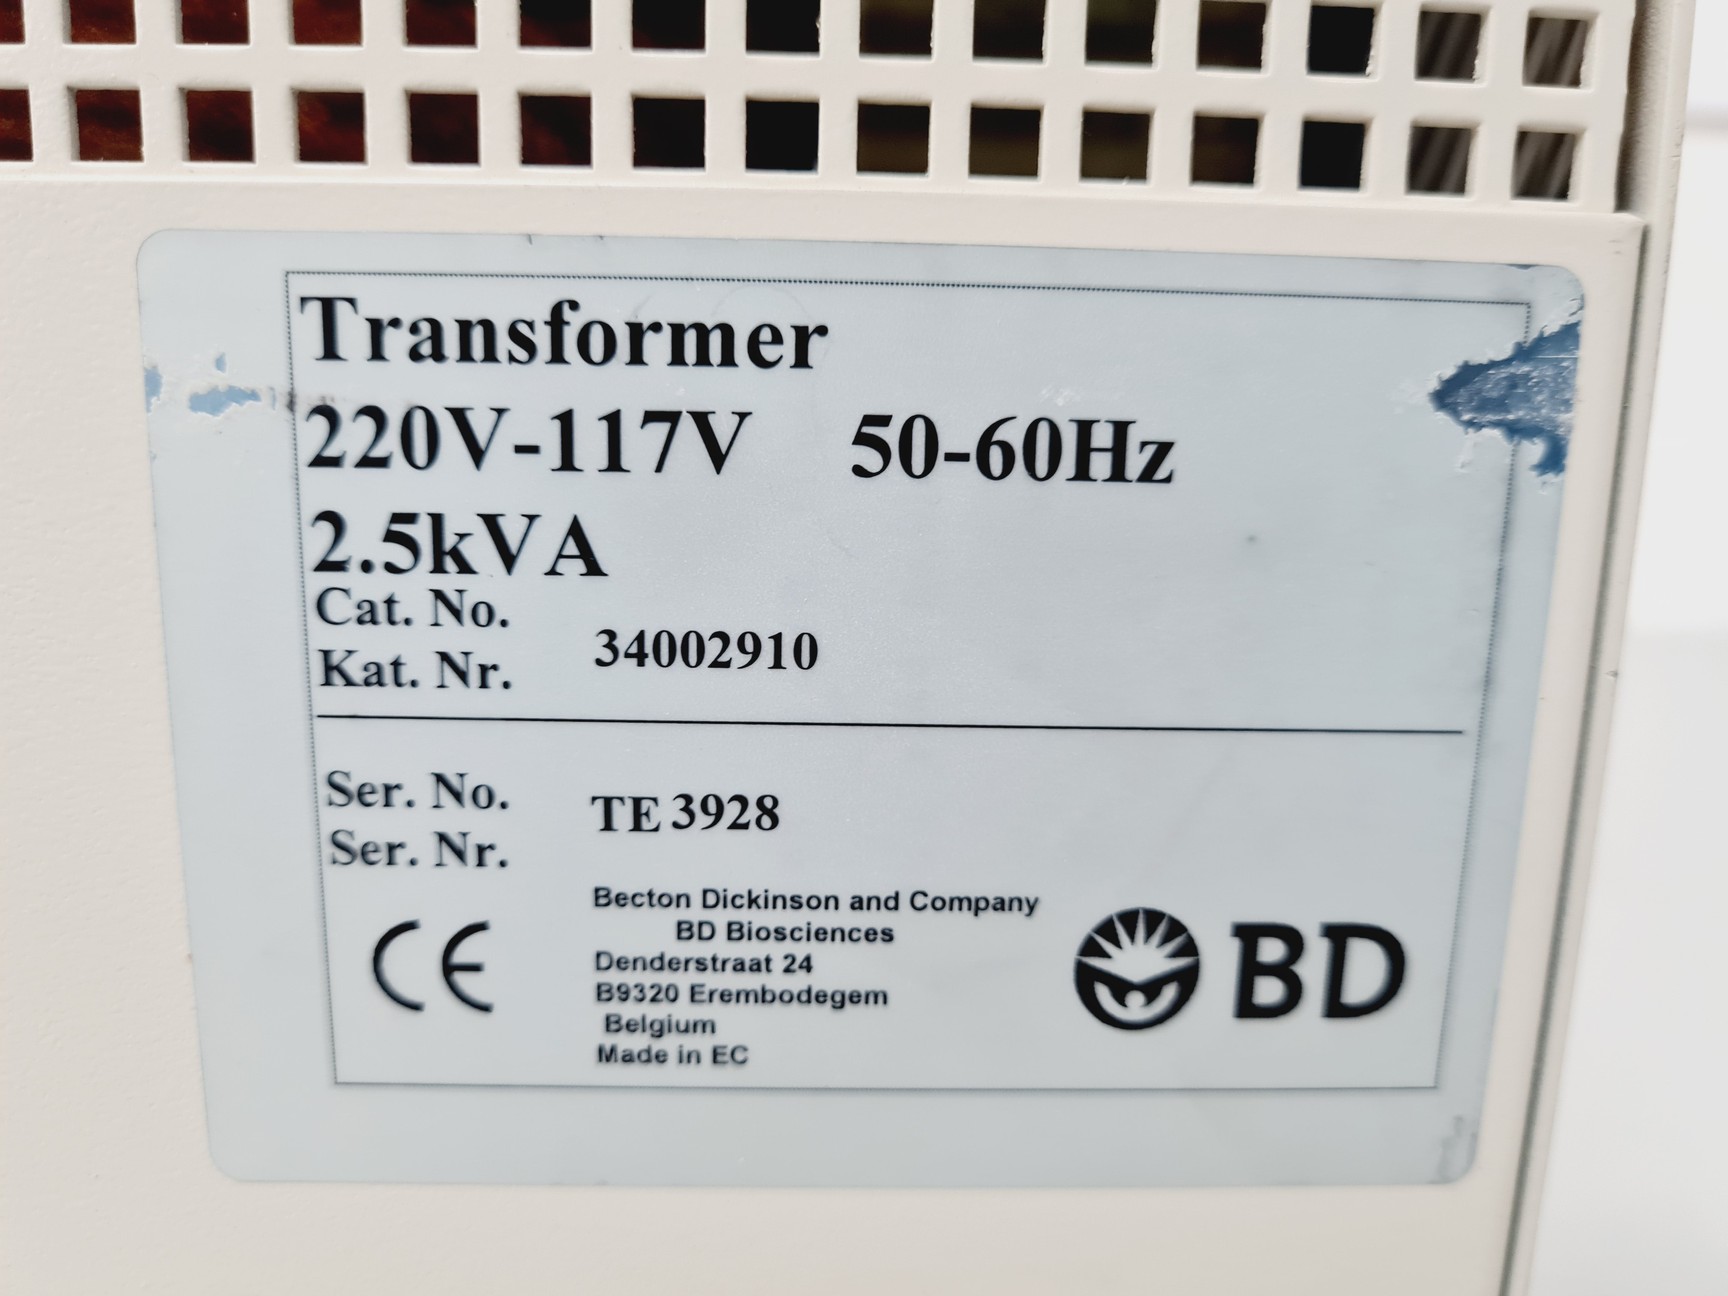 Transformer
220V-117V 50-60Hz
2.5kVA
Cat. No.
Kat. Nr. 34002910
Ser. No.
Ser. Nr. TE 3928
Becton Dickinson and Company
BD Biosciences
Denderstraat 24
B9320 Erembodegem
Belgium
Made in EC
CE
BD